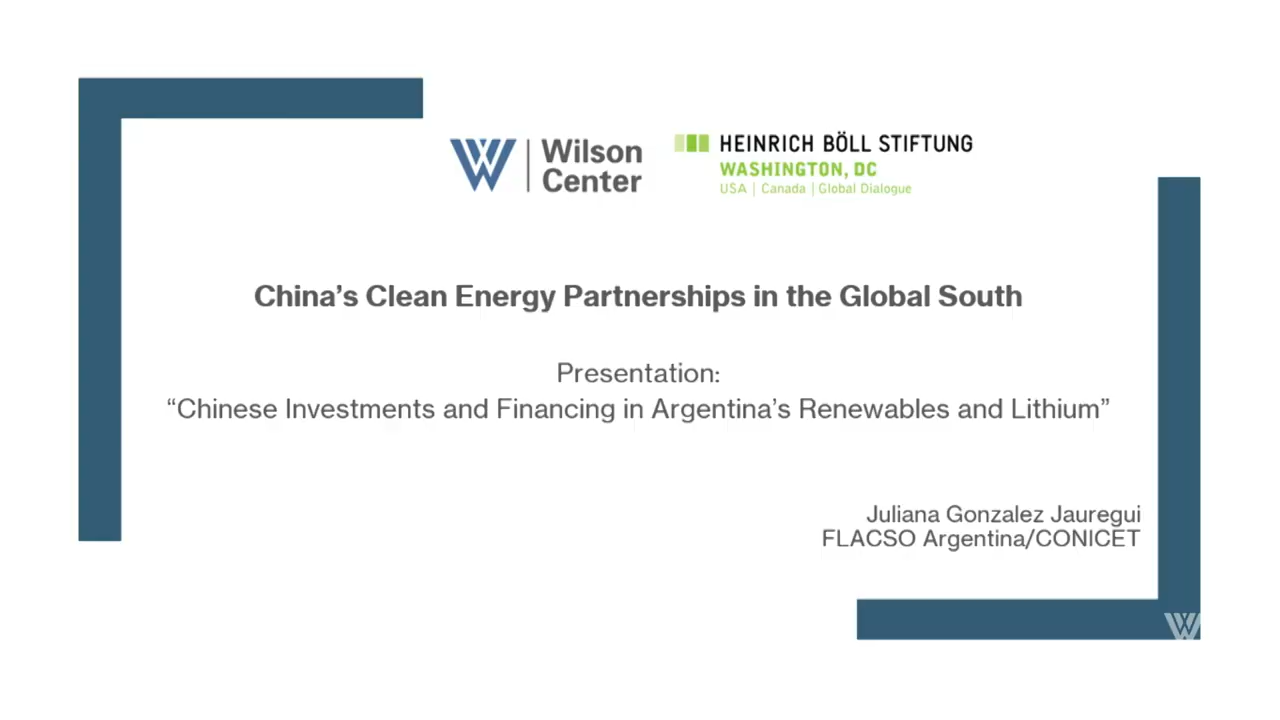 Wilson
Center
HEINRICH BÖLL STIFTUNG
WASHINGTON, DC
USA | Canada | Global Dialogue
China’s Clean Energy Partnerships in the Global South
Presentation:
“Chinese Investments and Financing in Argentina’s Renewables and Lithium”
Juliana Gonzalez Jauregui
FLACSO Argentina/CONICET